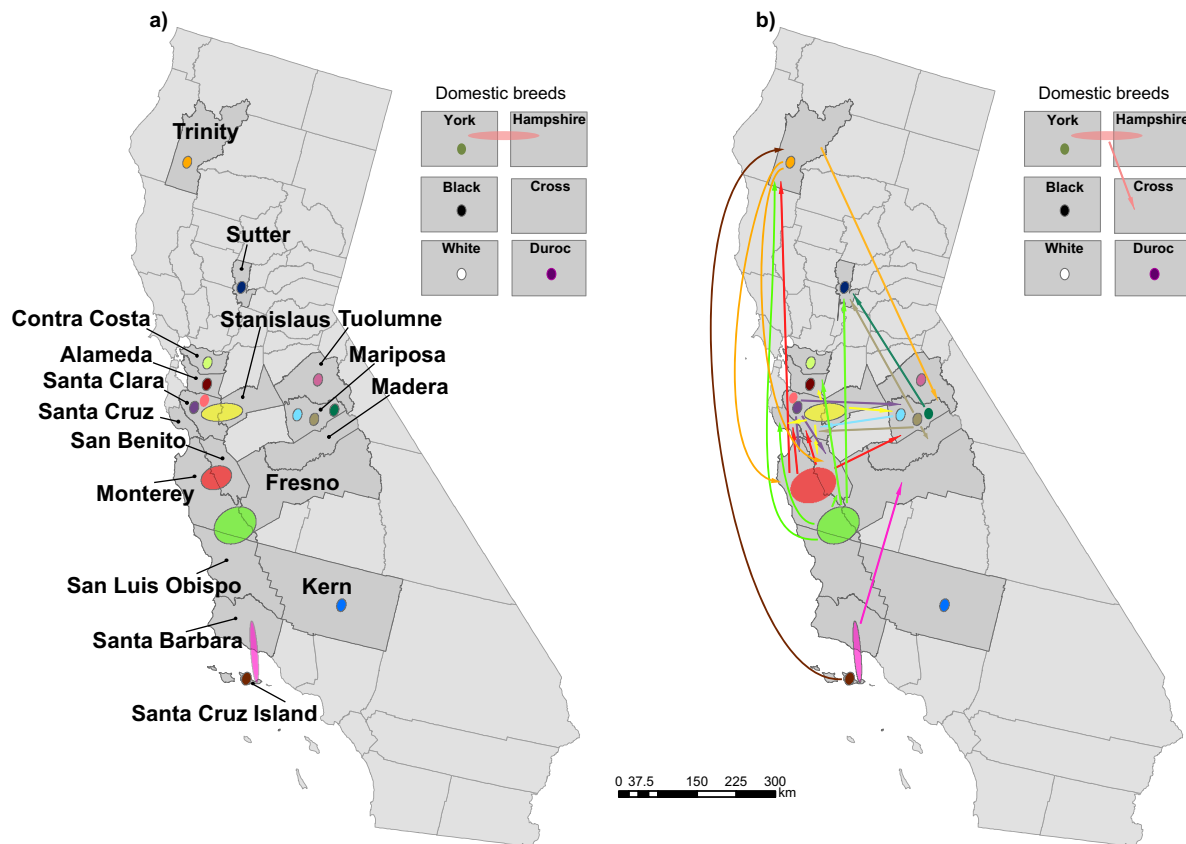 a)
Domestic breeds
York
Hampshire
Black
Cross
White
Duroc
Trinity
Sutter
Contra Costa
Stanislaus
Tuolumne
Alameda
Mariposa
Santa Clara
Madera
Santa Cruz
San Benito
Monterey
Fresno
San Luis Obispo
Kern
Santa Barbara
Santa Cruz Island
b)
Domestic breeds
York
Hampshire
Black
Cross
White
Duroc
0 37.5 150 225 300
km